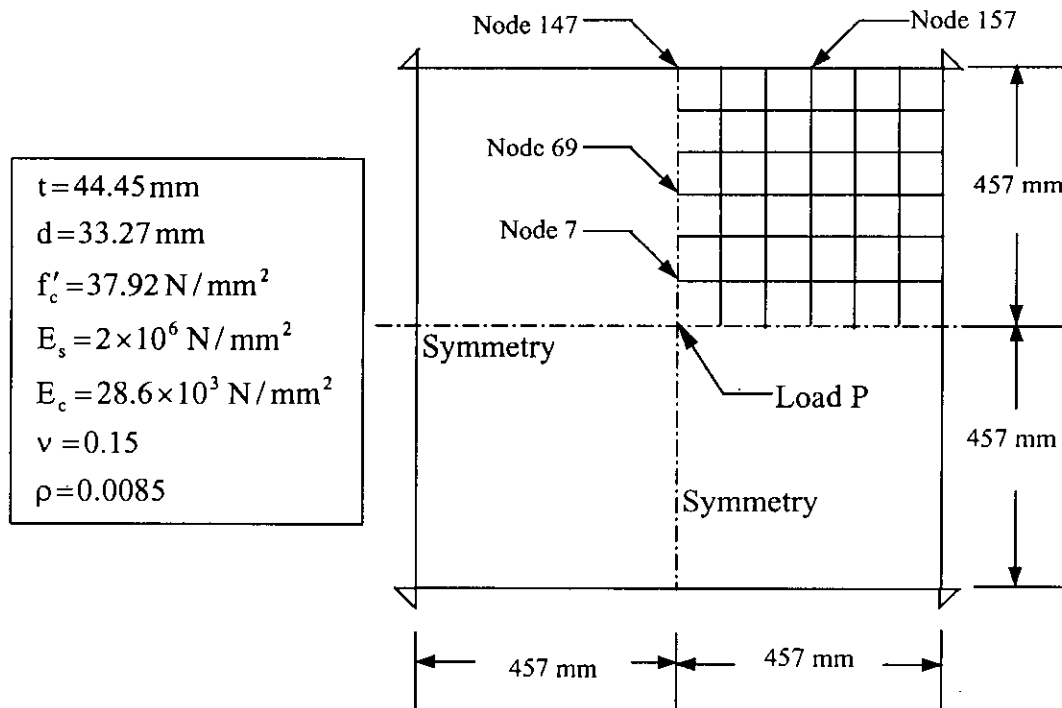 Node 147
Node 157
Nodc 69
Node 7
457 mm
t=44.45 mm
d=33.27 mm
f′c=37.92 N/mm²
Es=2×10⁶ N/mm²
Ec=28.6×10³ N/mm²
ν=0.15
ρ=0.0085
Symmetry
Load P
457 mm
Symmetry
457 mm
457 mm